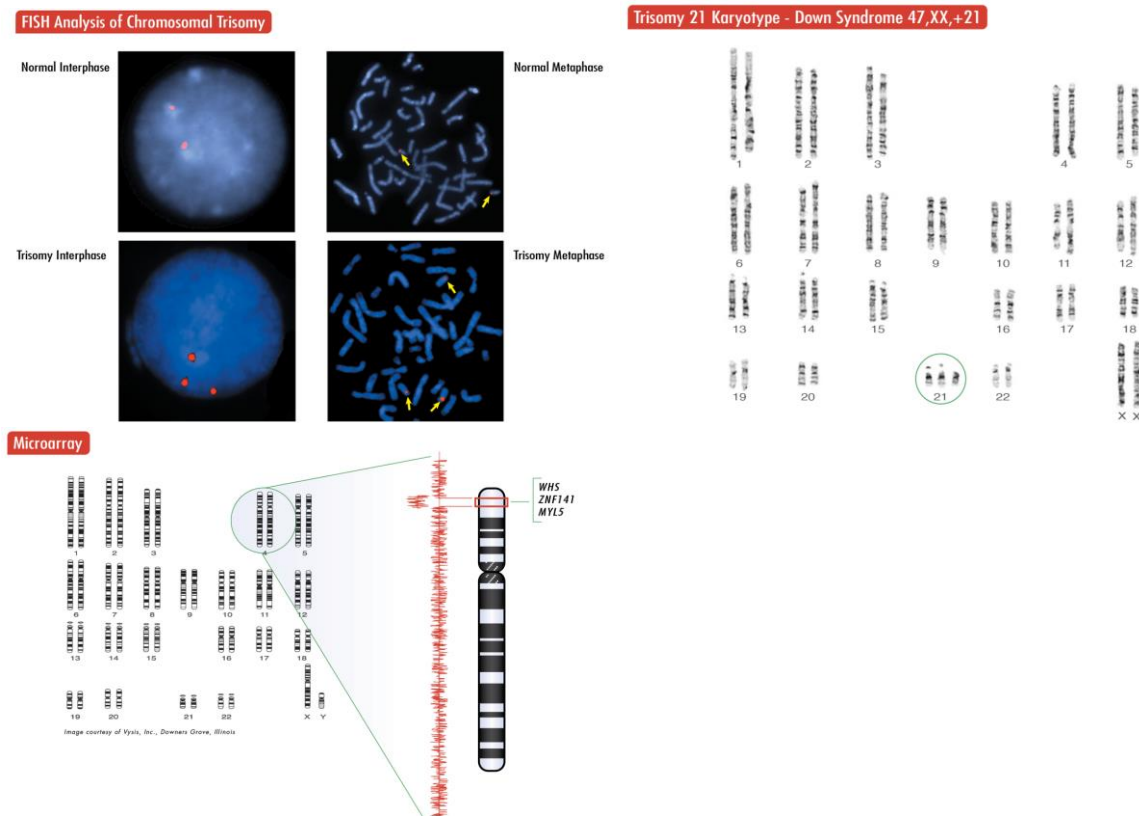 FISH Analysis of Chromosomal Trisomy
Normal Interphase
Normal Metaphase
Trisomy Interphase
Trisomy Metaphase
Trisomy 21 Karyotype - Down Syndrome 47,XX,+21
1 2 3 4 5
6 7 8 9 10 11 12
13 14 15 16 17 18
19 20 21 22 X X
Microarray
1 2 3 4 5
6 7 8 9 10 11 12
13 14 15 16 17 18
19 20 21 22 X Y
Image courtesy of Vysis, Inc., Downers Grove, Illinois
WHS
ZNF141
MYL5